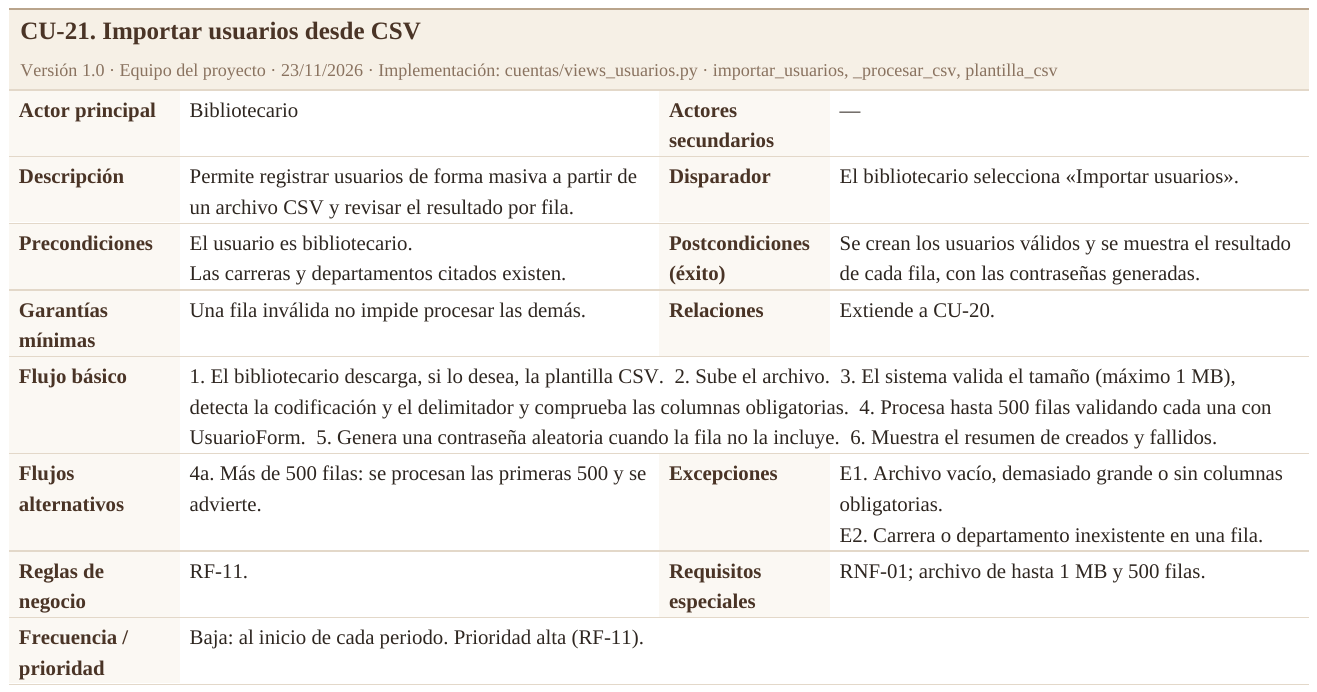 CU-21. Importar usuarios desde CSV
Versión 1.0 · Equipo del proyecto · 23/11/2026 · Implementación: cuentas/views_usuarios.py · importar_usuarios, _procesar_csv, plantilla_csv
Actor principal
Bibliotecario
Actores
secundarios
—
Descripción
Permite registrar usuarios de forma masiva a partir de
un archivo CSV y revisar el resultado por fila.
Disparador
El bibliotecario selecciona «Importar usuarios».
Precondiciones
El usuario es bibliotecario.
Las carreras y departamentos citados existen.
Postcondiciones
(éxito)
Se crean los usuarios válidos y se muestra el resultado
de cada fila, con las contraseñas generadas.
Garantías
mínimas
Una fila inválida no impide procesar las demás.
Relaciones
Extiende a CU-20.
Flujo básico
1. El bibliotecario descarga, si lo desea, la plantilla CSV. 2. Sube el archivo. 3. El sistema valida el tamaño (máximo 1 MB),
detecta la codificación y el delimitador y comprueba las columnas obligatorias. 4. Procesa hasta 500 filas validando cada una con
UsuarioForm. 5. Genera una contraseña aleatoria cuando la fila no la incluye. 6. Muestra el resumen de creados y fallidos.
Flujos
alternativos
4a. Más de 500 filas: se procesan las primeras 500 y se
advierte.
Excepciones
E1. Archivo vacío, demasiado grande o sin columnas
obligatorias.
E2. Carrera o departamento inexistente en una fila.
Reglas de
negocio
RF-11.
Requisitos
especiales
RNF-01; archivo de hasta 1 MB y 500 filas.
Frecuencia /
prioridad
Baja: al inicio de cada periodo. Prioridad alta (RF-11).